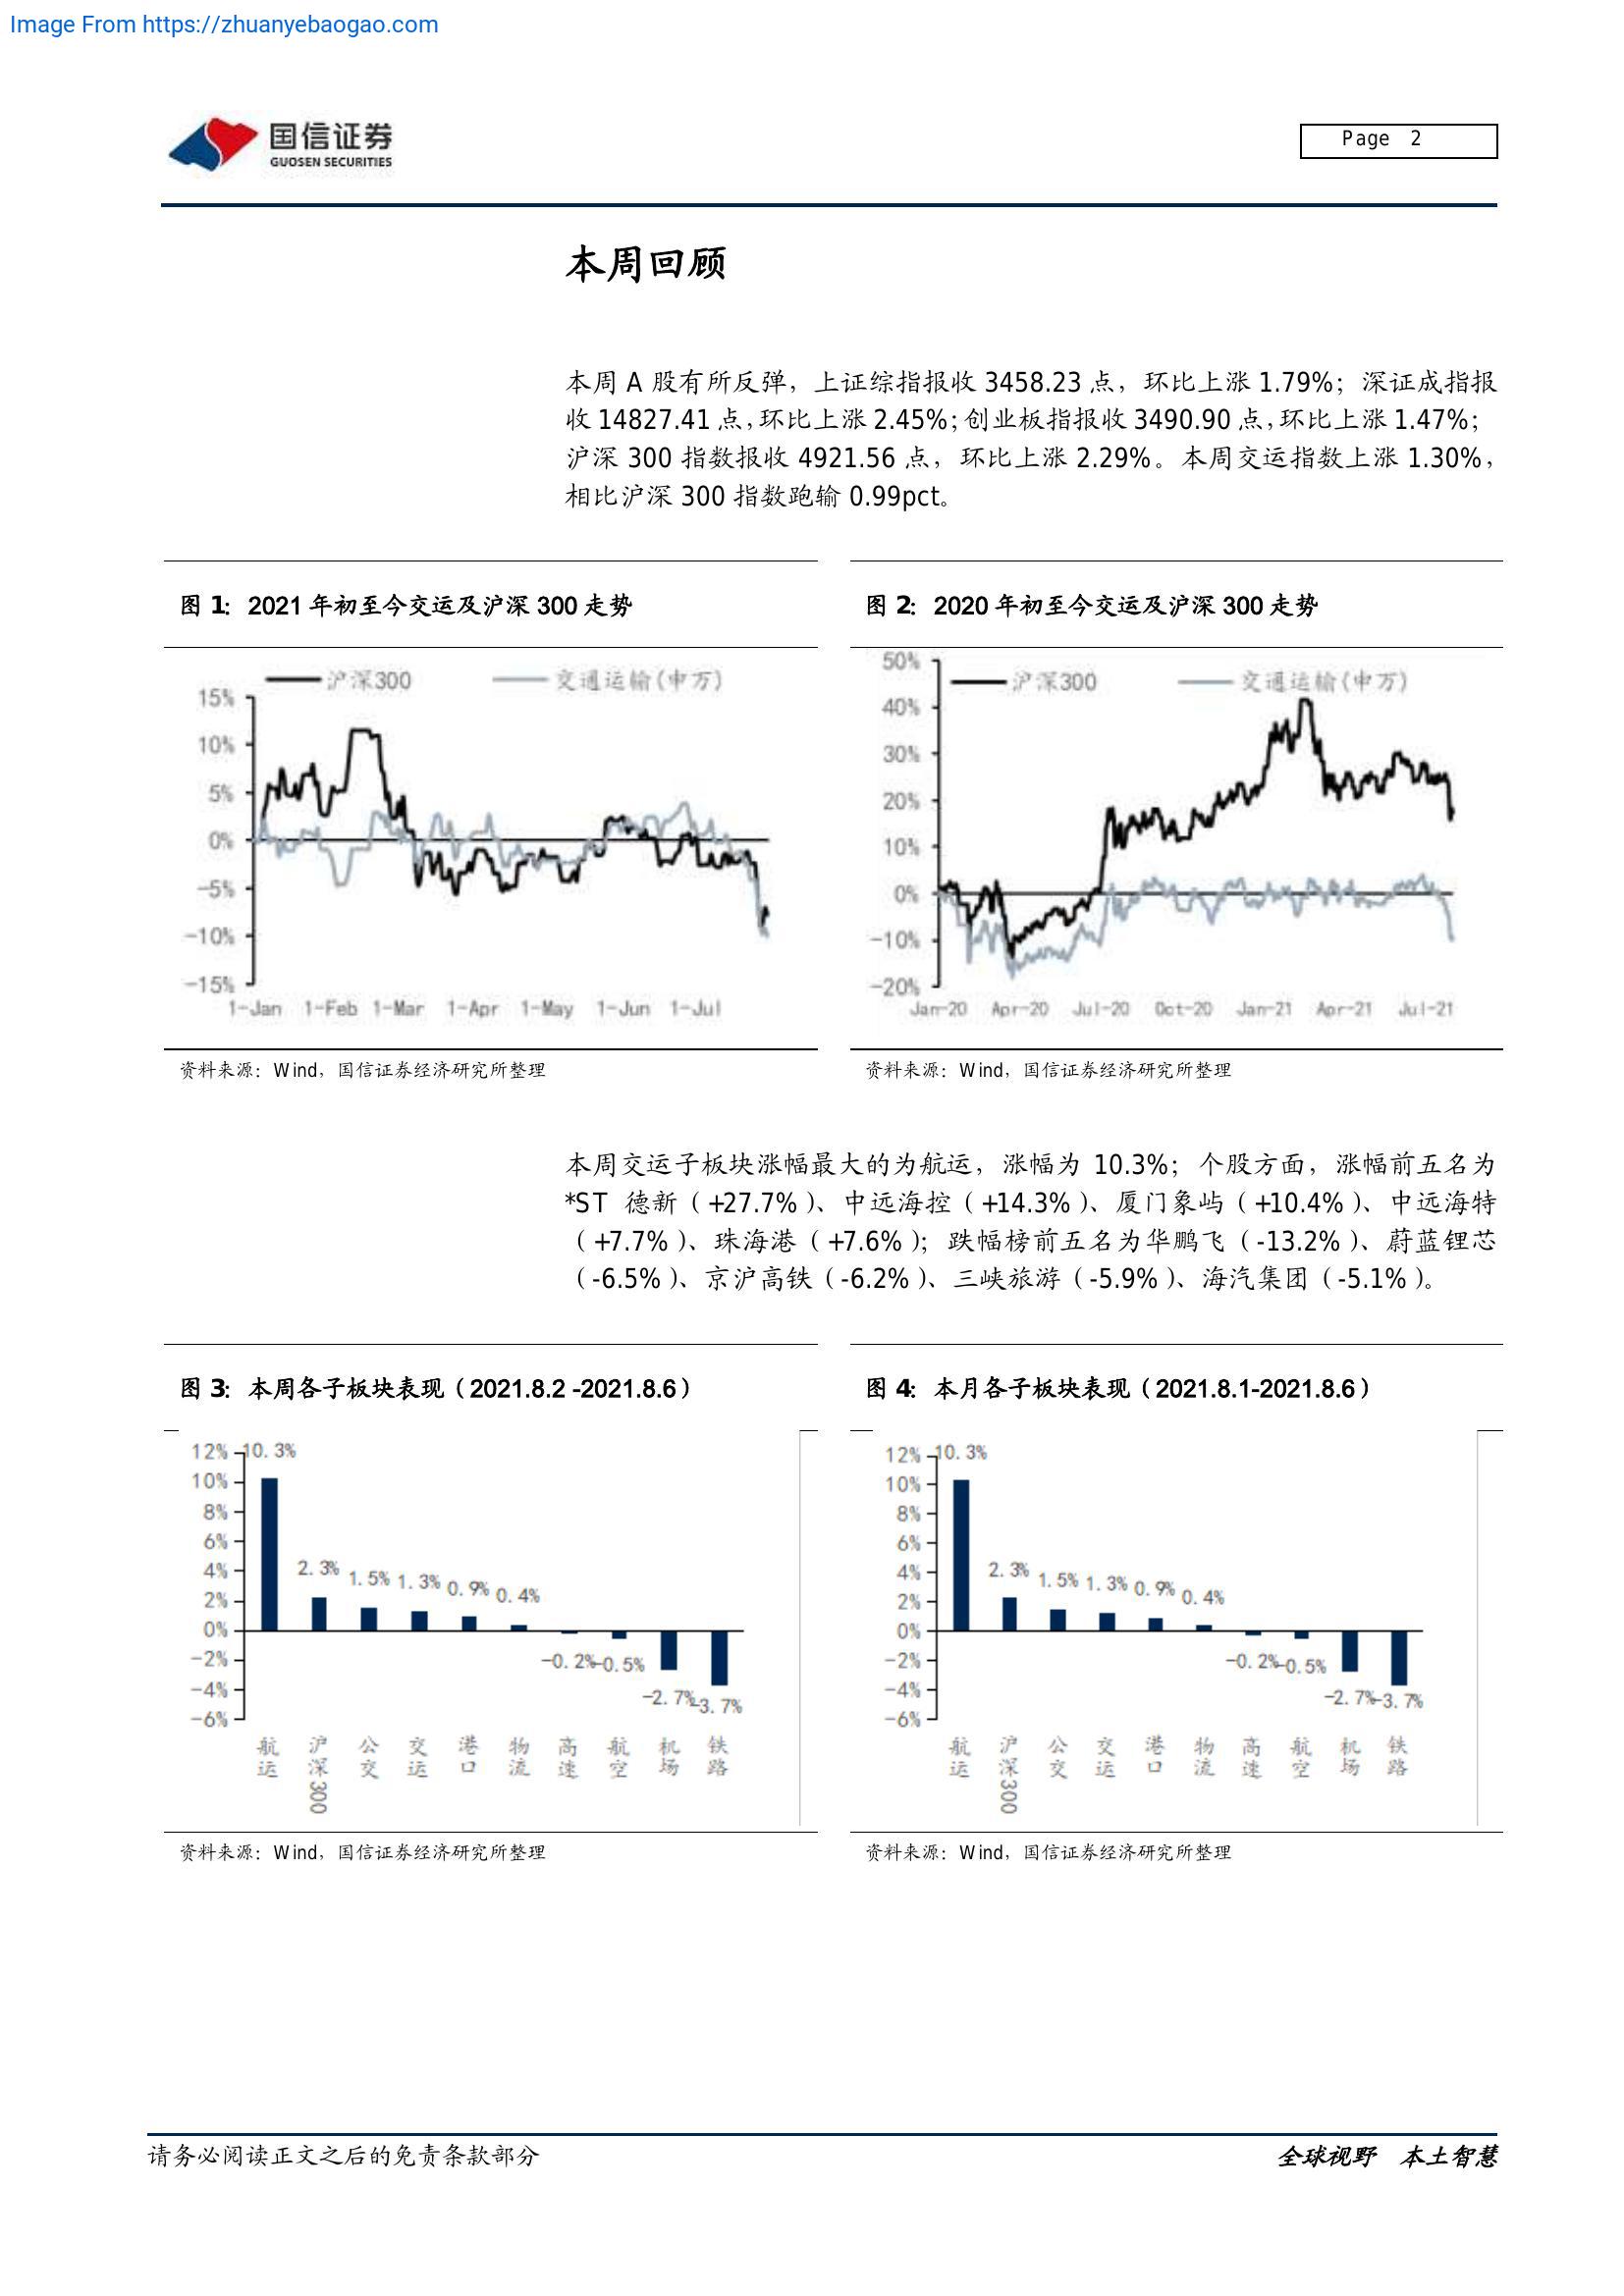 Image From https://zhuanyebaogao.com
国信证券
GUOSEN SECURITIES
Page 2
本周回顾
本周 A 股有所反弹，上证综指报收 3458.23 点，环比上涨 1.79%；深证成指报
收 14827.41 点，环比上涨 2.45%；创业板指报收 3490.90 点，环比上涨 1.47%；
沪深 300 指数报收 4921.56 点，环比上涨 2.29%。本周交运指数上涨 1.30%，
相比沪深 300 指数跑输 0.99pct。
图 1: 2021 年初至今交运及沪深 300 走势
沪深300 交通运输(申万)
15%
10%
5%
0%
-5%
-10%
-15%
1-Jan 1-Feb 1-Mar 1-Apr 1-May 1-Jun 1-Jul
资料来源：Wind，国信证券经济研究所整理
图 2: 2020 年初至今交运及沪深 300 走势
沪深300 交通运输(申万)
50%
40%
30%
20%
10%
0%
-10%
-20%
Jan-20 Apr-20 Jul-20 Oct-20 Jan-21 Apr-21 Jul-21
资料来源：Wind，国信证券经济研究所整理
本周交运子板块涨幅最大的为航运，涨幅为 10.3%；个股方面，涨幅前五名为
*ST 德新（+27.7%）、中远海控（+14.3%）、厦门象屿（+10.4%）、中远海特
（+7.7%）、珠海港（+7.6%）；跌幅榜前五名为华鹏飞（-13.2%）、蔚蓝锂芯
（-6.5%）、京沪高铁（-6.2%）、三峡旅游（-5.9%）、海汽集团（-5.1%）。
图 3: 本周各子板块表现（2021.8.2 -2021.8.6）
12%
10%
8%
6%
4%
2%
0%
-2%
-4%
-6%
10.3% 2.3% 1.5% 1.3% 0.9% 0.4% -0.2% -0.5% -2.7% -3.7%
航运 沪深300 公交 交运 港口 物流 高速 航空 机场 铁路
资料来源：Wind，国信证券经济研究所整理
图 4: 本月各子板块表现（2021.8.1-2021.8.6）
12%
10%
8%
6%
4%
2%
0%
-2%
-4%
-6%
10.3% 2.3% 1.5% 1.3% 0.9% 0.4% -0.2% -0.5% -2.7% -3.7%
航运 沪深300 公交 交运 港口 物流 高速 航空 机场 铁路
资料来源：Wind，国信证券经济研究所整理
请务必阅读正文之后的免责条款部分
全球视野 本土智慧